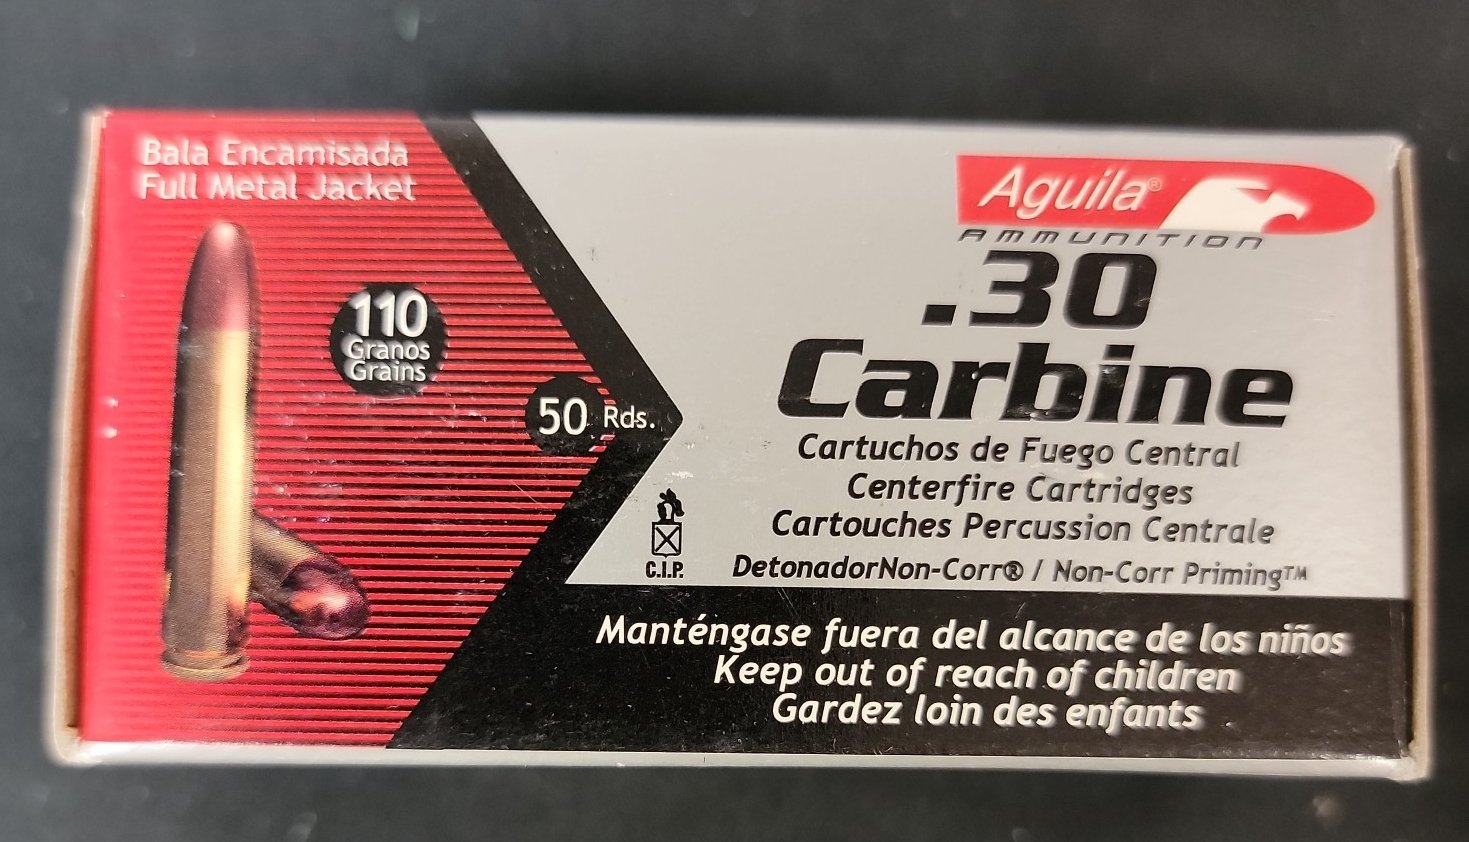 Bala Encamisada
Full Metal Jacket
110
Granos
Grains
50 Rds.
Aguila®
AMMUNITION
.30
Carbine
Cartuchos de Fuego Central
Centerfire Cartridges
Cartouches Percussion Centrale
C.I.P.
DetonadorNon-Corr® / Non-Corr Priming™
Manténgase fuera del alcance de los niños
Keep out of reach of children
Gardez loin des enfants